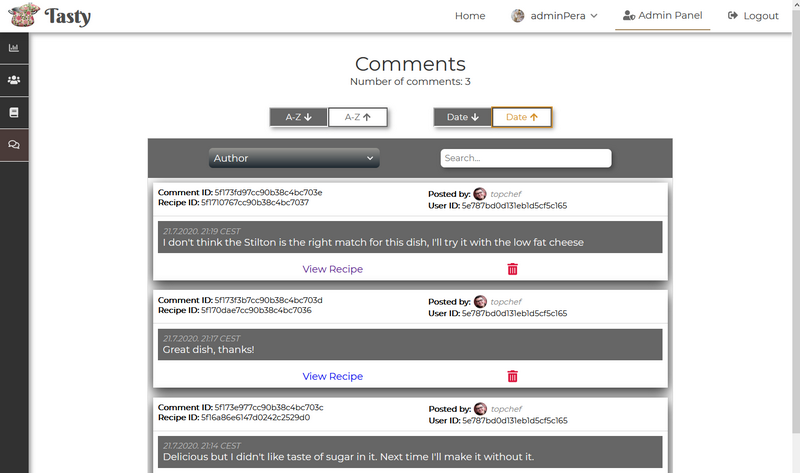 Tasty
Home
adminPera
Admin Panel
Logout
Comments
Number of comments: 3
A-Z
A-Z
Date
Date
Author
Search...
Comment ID: 5f173fd97cc90b38c4bc703e
Recipe ID: 5f1710767cc90b38c4bc7037
Posted by: topchef
User ID: 5e787bd0d131eb1d5cf5c165
21.7.2020. 21:19 CEST
I don't think the Stilton is the right match for this dish, I'll try it with the low fat cheese
View Recipe
Comment ID: 5f173f3b7cc90b38c4bc703d
Recipe ID: 5f170dae7cc90b38c4bc7036
Posted by: topchef
User ID: 5e787bd0d131eb1d5cf5c165
21.7.2020. 21:17 CEST
Great dish, thanks!
View Recipe
Comment ID: 5f173e977cc90b38c4bc703c
Recipe ID: 5f16a86e6147d0242c2529d0
Posted by: topchef
User ID: 5e787bd0d131eb1d5cf5c165
21.7.2020. 21:14 CEST
Delicious but I didn't like taste of sugar in it. Next time I'll make it without it.